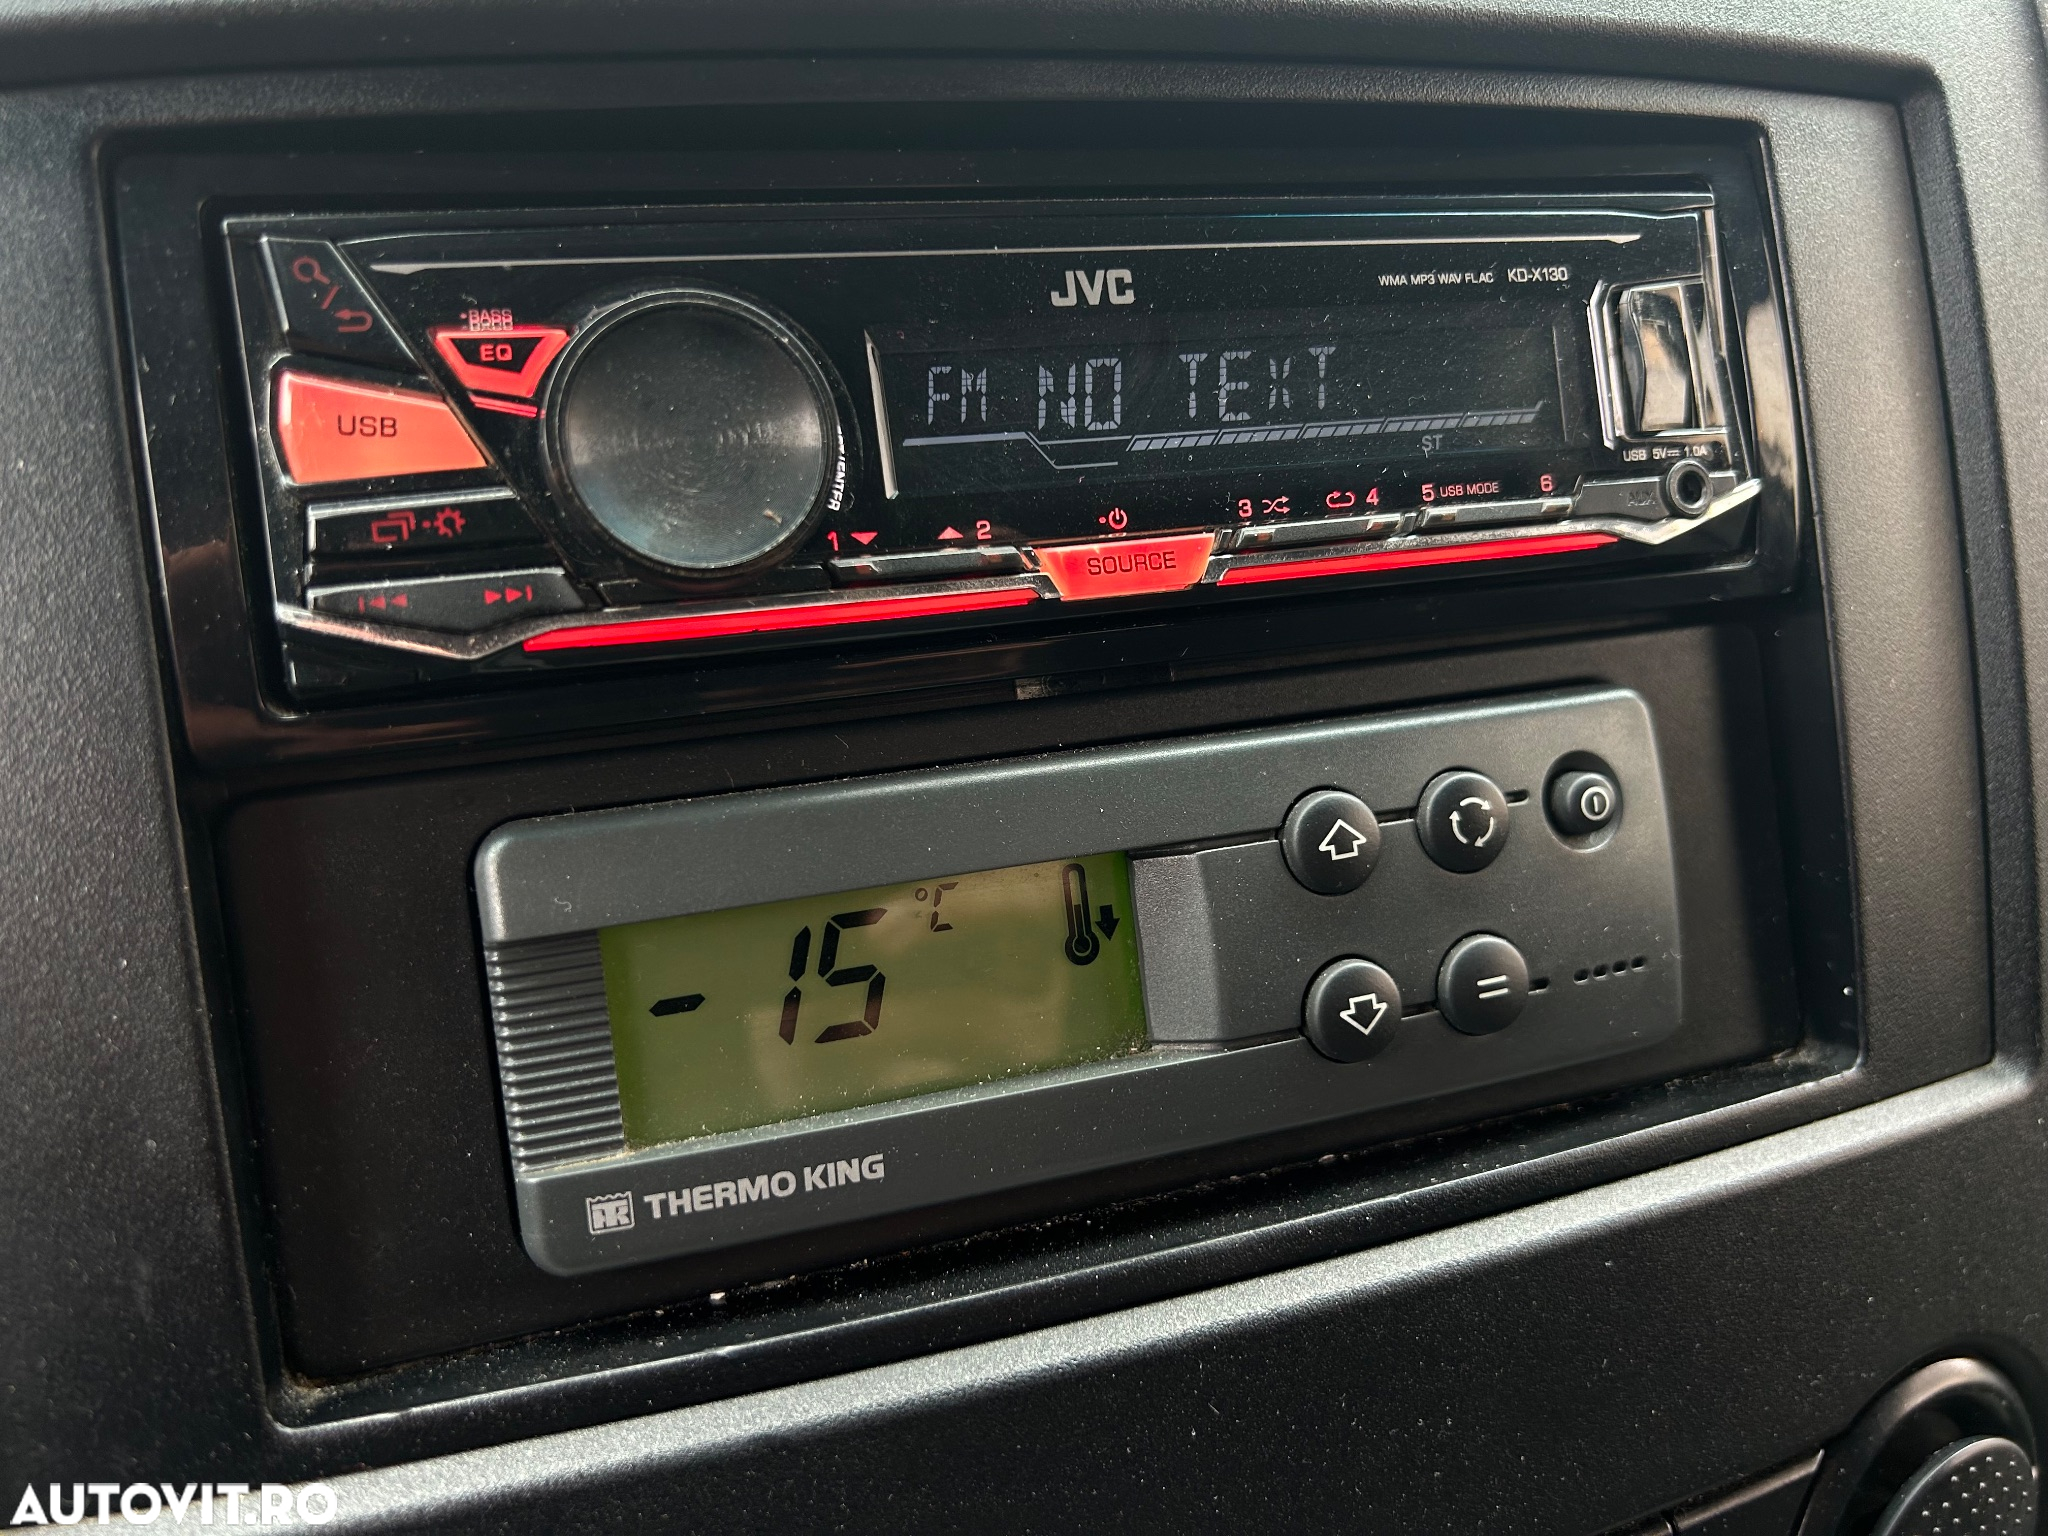 JVC
WMA MP3 WAV FLAC KD-X130
BASS
EQ
USB
FM NO TEXT
ST
USB 5V⎓1.0A
AUX
1 2
SOURCE
3 4
5 USB MODE 6
-15 °C
THERMO KING
AUTOVIT.RO